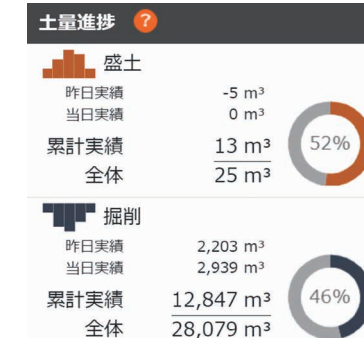 土量進捗 ?
盛土
昨日実績 -5 m³
当日実績 0 m³
累計実績 13 m³
全体 25 m³
52%
掘削
昨日実績 2,203 m³
当日実績 2,939 m³
累計実績 12,847 m³
全体 28,079 m³
46%